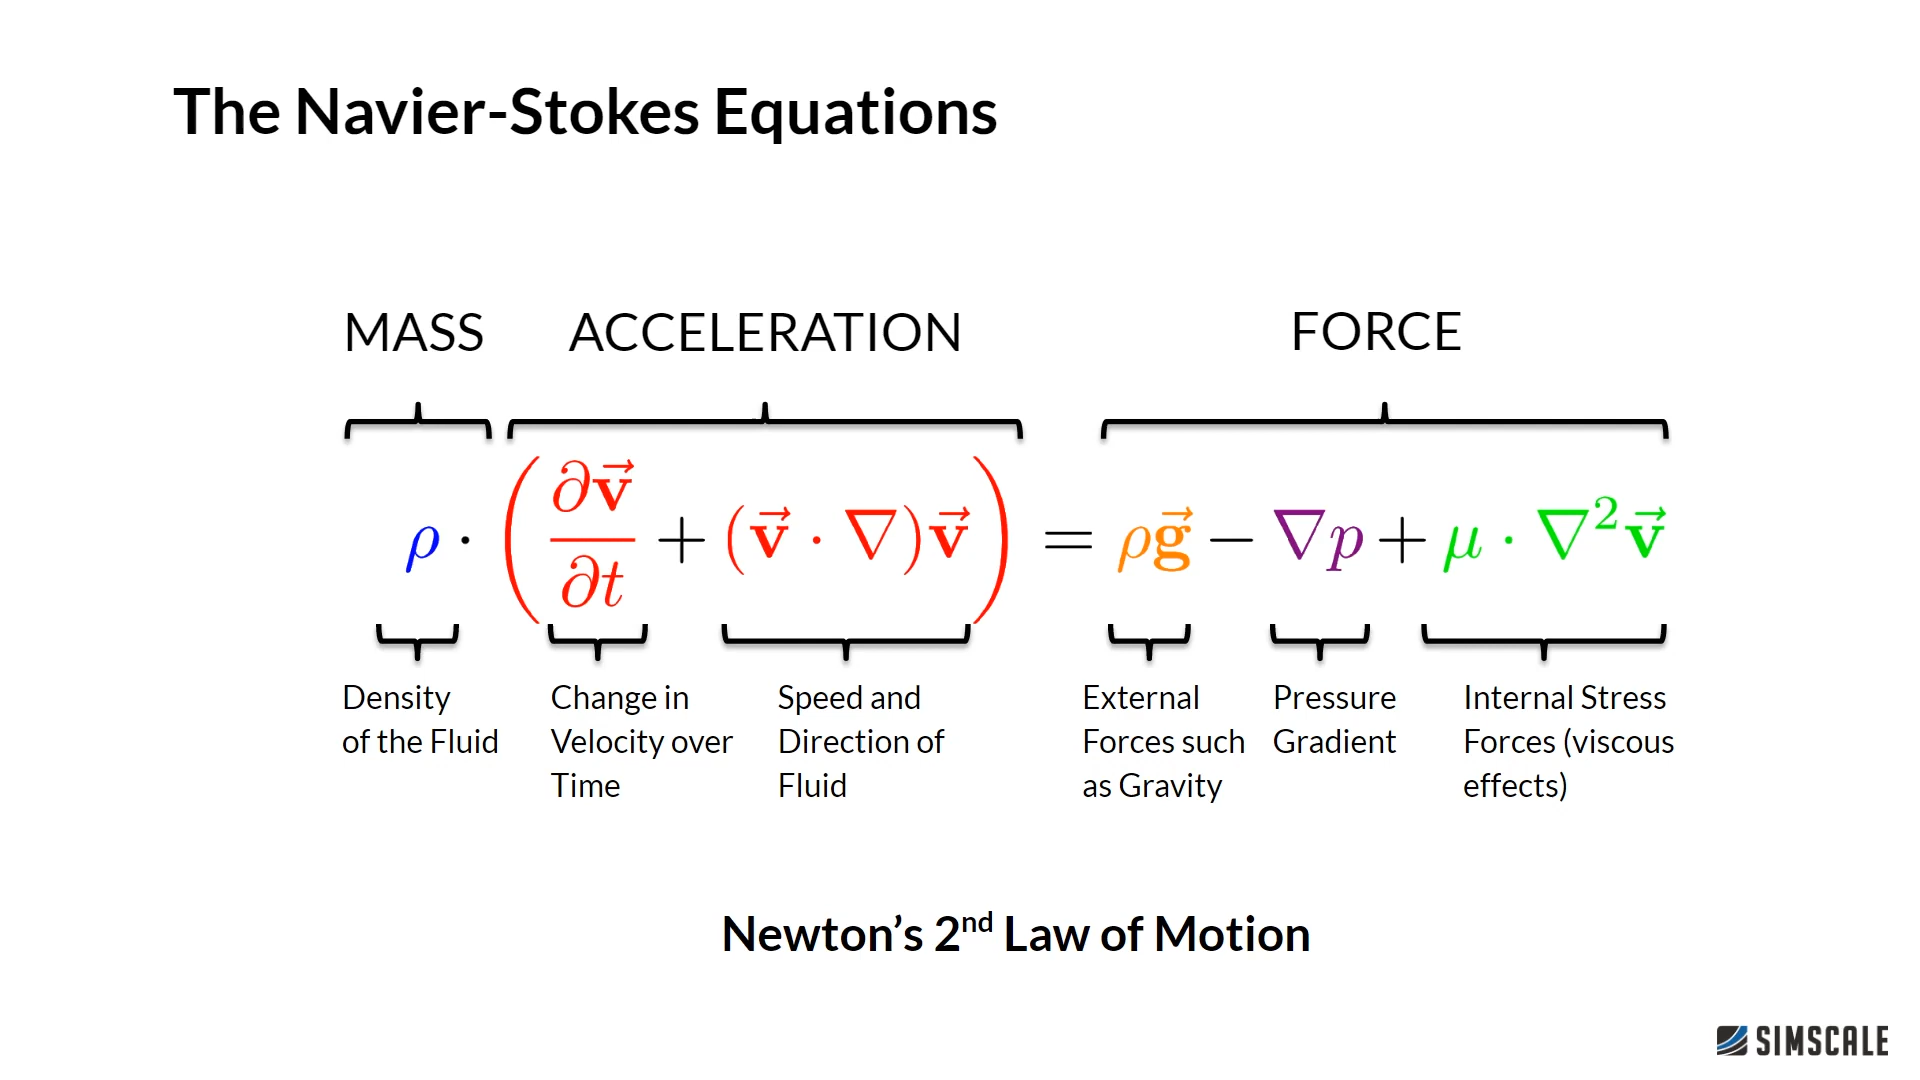 The Navier-Stokes Equations
MASS ACCELERATION FORCE
ρ · ( ∂v⃗/∂t + (v⃗ · ∇)v⃗ ) = ρg⃗ − ∇p + μ · ∇²v⃗
Density
of the Fluid
Change in
Velocity over
Time
Speed and
Direction of
Fluid
External
Forces such
as Gravity
Pressure
Gradient
Internal Stress
Forces (viscous
effects)
Newton’s 2nd Law of Motion
SIMSCALE